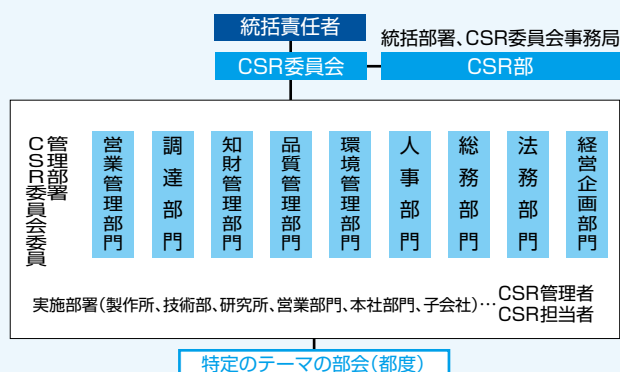 統括責任者
統括部署、CSR委員会事務局
CSR委員会
CSR部
管理部署
CSR委員会委員
営業管理部門
調達部門
知財管理部門
品質管理部門
環境管理部門
人事部門
総務部門
法務部門
経営企画部門
実施部署(製作所、技術部、研究所、営業部門、本社部門、子会社)…CSR管理者
CSR担当者
特定のテーマの部会(都度)